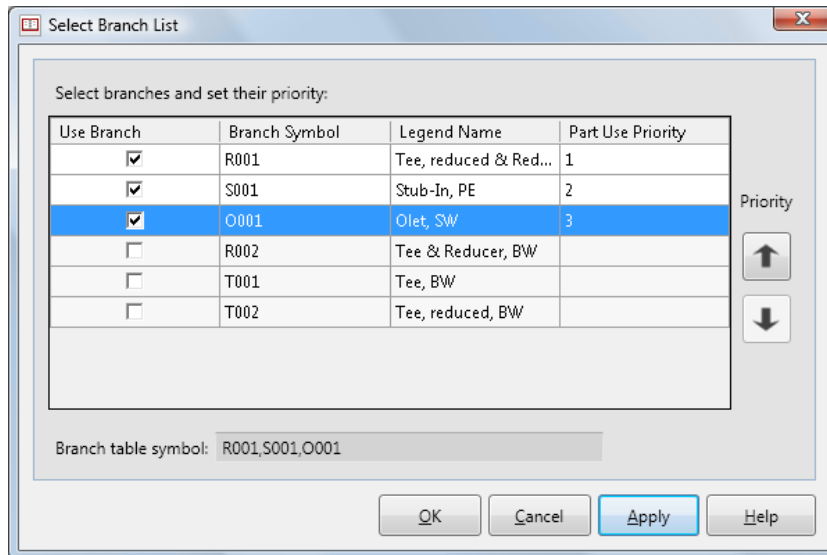 Select Branch List
Select branches and set their priority:
Use Branch Branch Symbol Legend Name Part Use Priority
R001 Tee, reduced & Red... 1
S001 Stub-In, PE 2
O001 Olet, SW 3
R002 Tee & Reducer, BW
T001 Tee, BW
T002 Tee, reduced, BW
Priority
Branch table symbol: R001,S001,O001
OK Cancel Apply Help